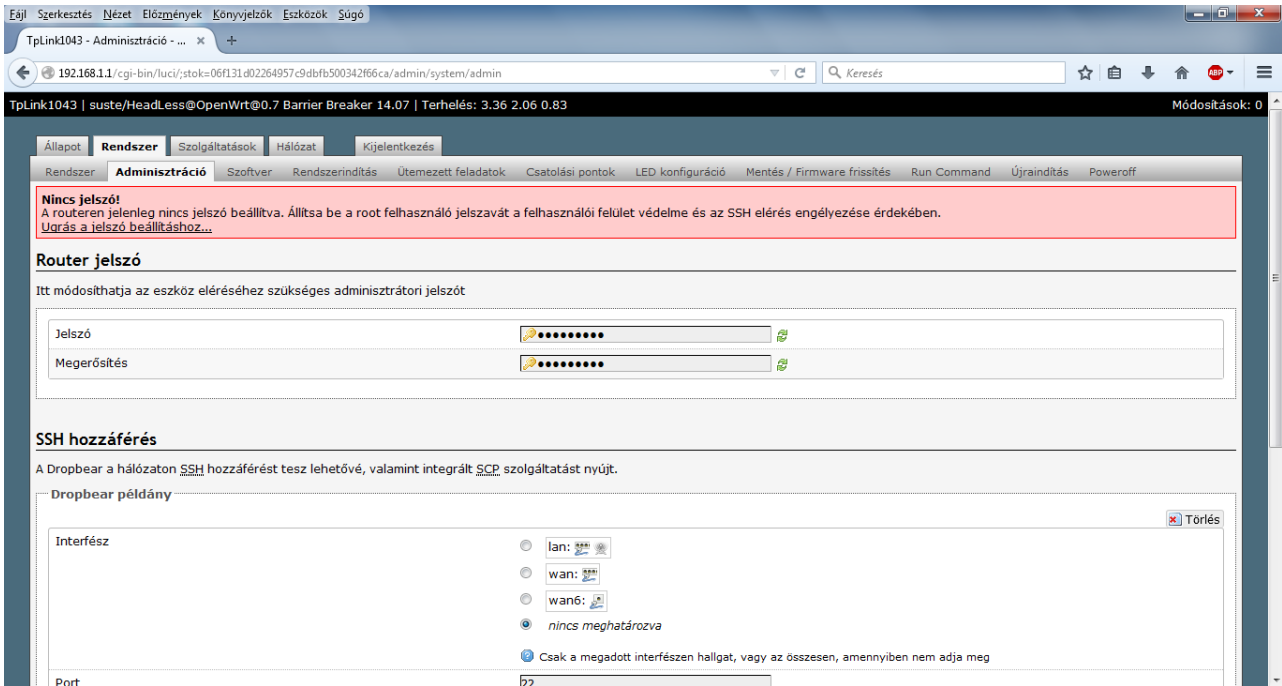 Fájl Szerkesztés Nézet Előzmények Könyvjelzők Eszközök Súgó
TpLink1043 - Adminisztráció - ...
192.168.1.1/cgi-bin/luci/;stok=06f131d02264957c9dbfb500342f66ca/admin/system/admin
Keresés
ABP
TpLink1043 | suste/HeadLess@OpenWrt@0.7 Barrier Breaker 14.07 | Terhelés: 3.36 2.06 0.83 Módosítások: 0
Állapot Rendszer Szolgáltatások Hálózat Kijelentkezés
Rendszer Adminisztráció Szoftver Rendszerindítás Ütemezett feladatok Csatolási pontok LED konfiguráció Mentés / Firmware frissítés Run Command Újraindítás Poweroff
Nincs jelszó!
A routeren jelenleg nincs jelszó beállítva. Állítsa be a root felhasználó jelszavát a felhasználói felület védelme és az SSH elérés engélyezése érdekében.
Ugrás a jelszó beállításhoz...
Router jelszó
Itt módosíthatja az eszköz eléréséhez szükséges adminisztrátori jelszót
Jelszó ●●●●●●●●●
Megerősítés ●●●●●●●●●
SSH hozzáférés
A Dropbear a hálózaton SSH hozzáférést tesz lehetővé, valamint integrált SCP szolgáltatást nyújt.
Dropbear példány
Törlés
Interfész
lan:
wan:
wan6:
nincs meghatározva
Csak a megadott interfészen hallgat, vagy az összesen, amennyiben nem adja meg
Port 22